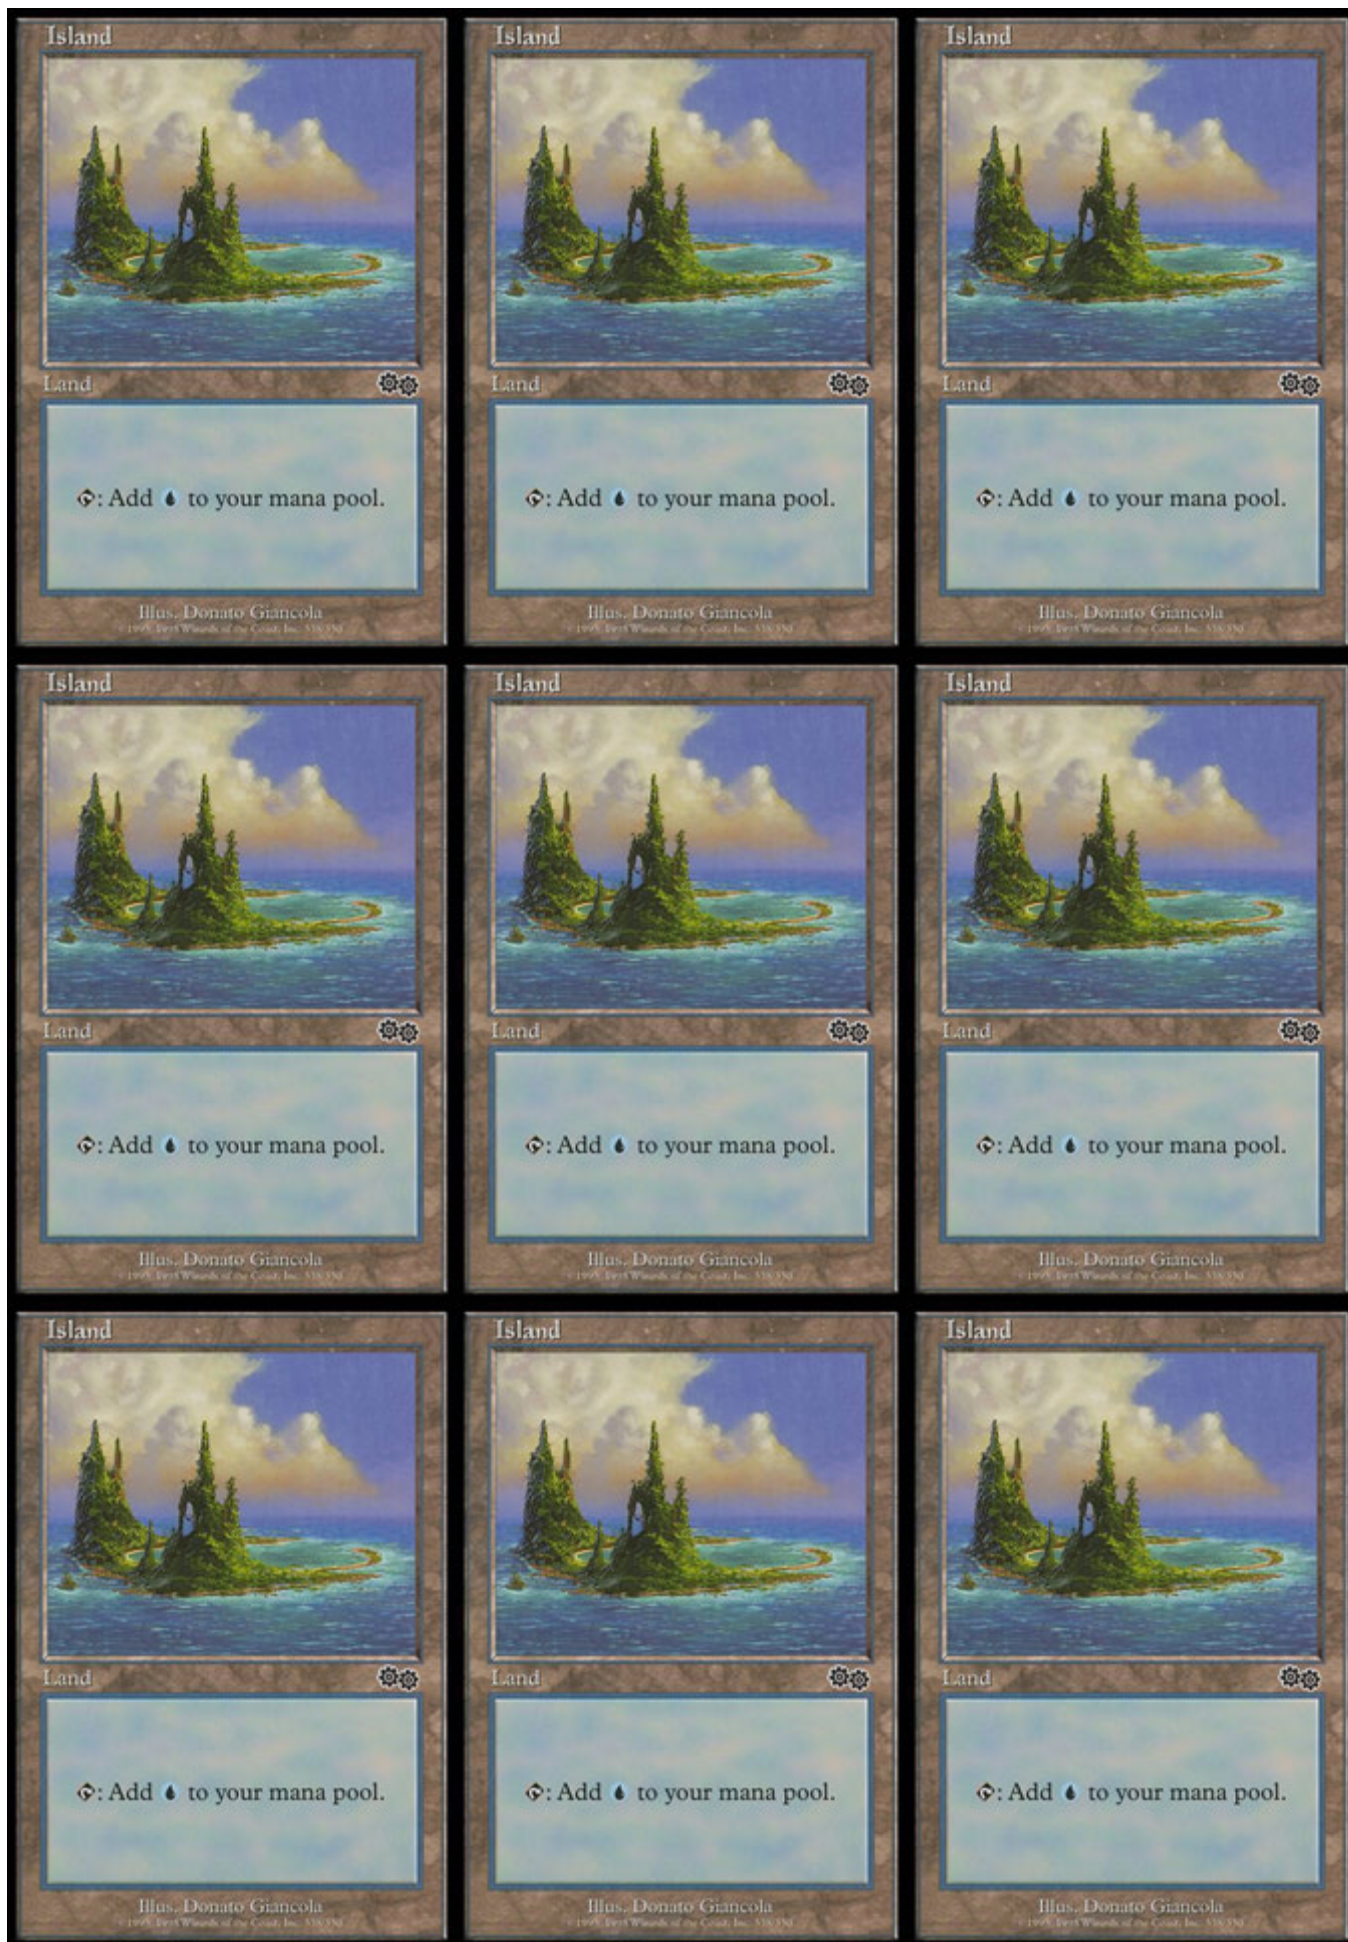 Island Island Island
Land Land Land
: Add to your mana pool. : Add to your mana pool. : Add to your mana pool.
Illus. Donato Giancola Illus. Donato Giancola Illus. Donato Giancola
Island Island Island
Land Land Land
: Add to your mana pool. : Add to your mana pool. : Add to your mana pool.
Illus. Donato Giancola Illus. Donato Giancola Illus. Donato Giancola
Island Island Island
Land Land Land
: Add to your mana pool. : Add to your mana pool. : Add to your mana pool.
Illus. Donato Giancola Illus. Donato Giancola Illus. Donato Giancola